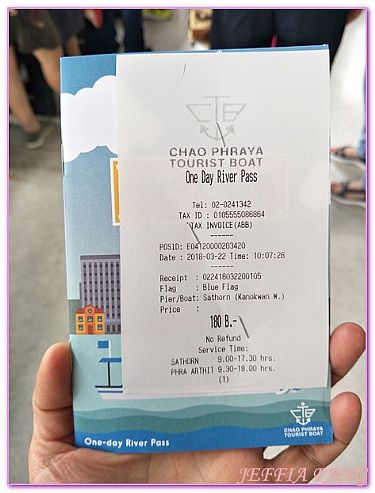 CTB
CHAO PHRAYA
TOURIST BOAT
One Day River Pass
Tel: 02-0241342
TAX ID : 0105555086864
TAX INVOICE(ABB)
------
POSID: E04120000203420
Date : 2018-03-22 Time: 10:07:26
------
Receipt : 022418032200105
Flag : Blue Flag
Pier/Boat: Sathorn (Kanokwan W.)
Price :
180 B.-
No Refund
Service Time:
SATHORN 9.00-17.30 hrs.
PHRA ARTHIT 9.30-18.00 hrs.
(1)
One-day River Pass
CHAO PHRAYA
TOURIST BOAT